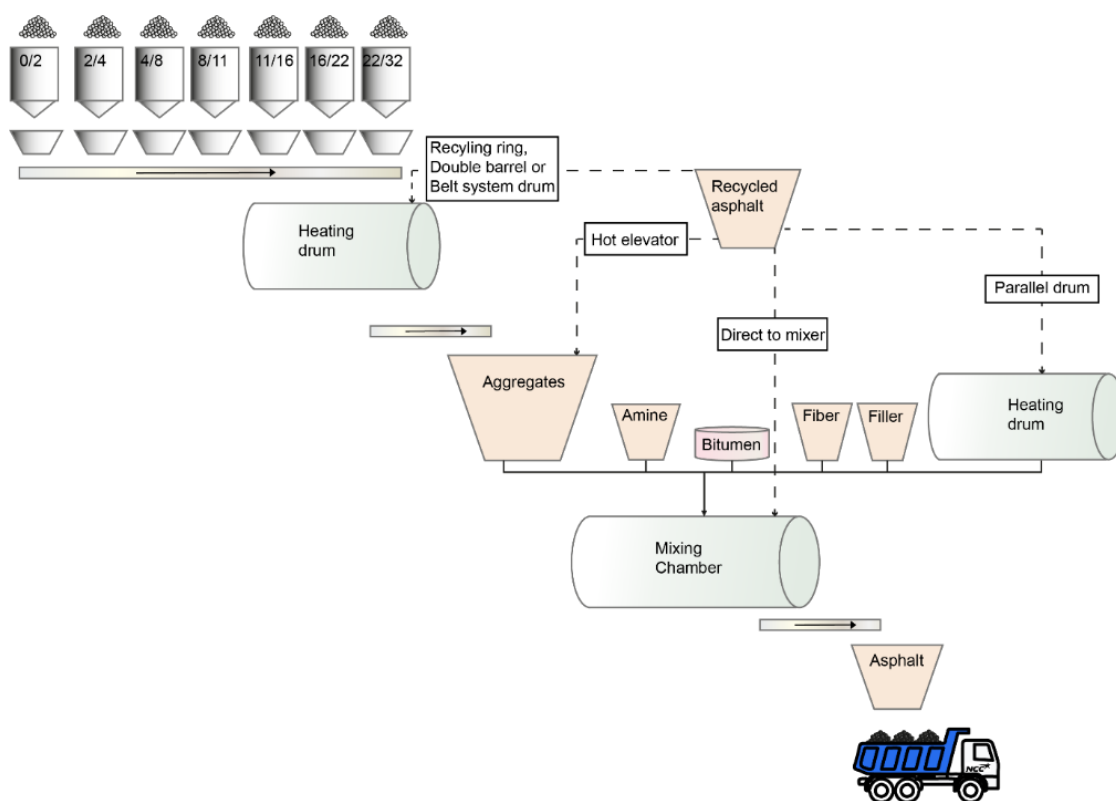 0/2
2/4
4/8
8/11
11/16
16/22
22/32
Recyling ring,
Double barrel or
Belt system drum
Recycled
asphalt
Heating
drum
Hot elevator
Parallel drum
Direct to mixer
Aggregates
Amine
Bitumen
Fiber
Filler
Heating
drum
Mixing
Chamber
Asphalt
NCC